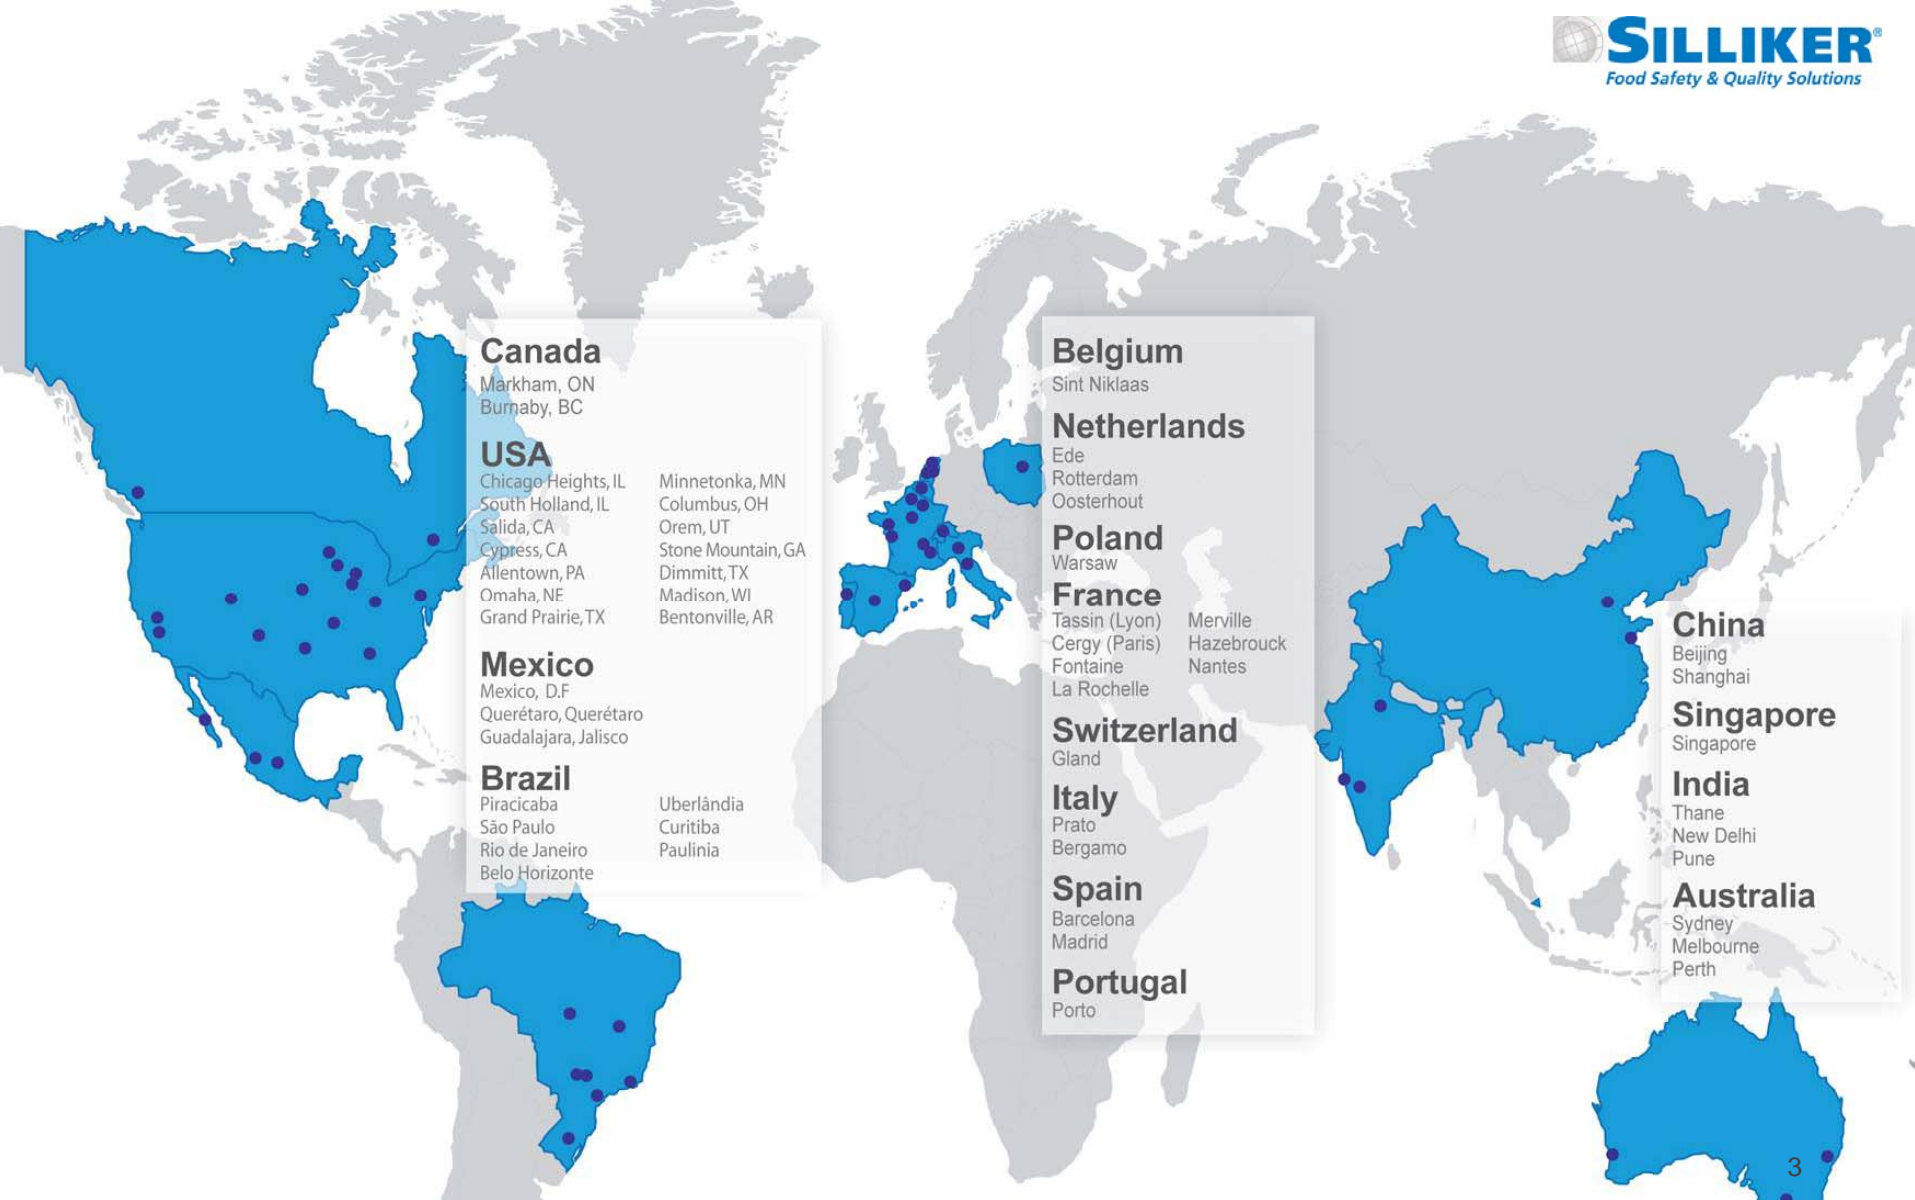 SILLIKER®
Food Safety & Quality Solutions
Canada
Markham, ON
Burnaby, BC
USA
Chicago Heights, IL
South Holland, IL
Salida, CA
Cypress, CA
Allentown, PA
Omaha, NE
Grand Prairie, TX
Minnetonka, MN
Columbus, OH
Orem, UT
Stone Mountain, GA
Dimmitt, TX
Madison, WI
Bentonville, AR
Mexico
Mexico, D.F
Querétaro, Querétaro
Guadalajara, Jalisco
Brazil
Piracicaba
São Paulo
Rio de Janeiro
Belo Horizonte
Uberlândia
Curitiba
Paulinia
Belgium
Sint Niklaas
Netherlands
Ede
Rotterdam
Oosterhout
Poland
Warsaw
France
Tassin (Lyon)
Cergy (Paris)
Fontaine
La Rochelle
Merville
Hazebrouck
Nantes
Switzerland
Gland
Italy
Prato
Bergamo
Spain
Barcelona
Madrid
Portugal
Porto
China
Beijing
Shanghai
Singapore
Singapore
India
Thane
New Delhi
Pune
Australia
Sydney
Melbourne
Perth
3